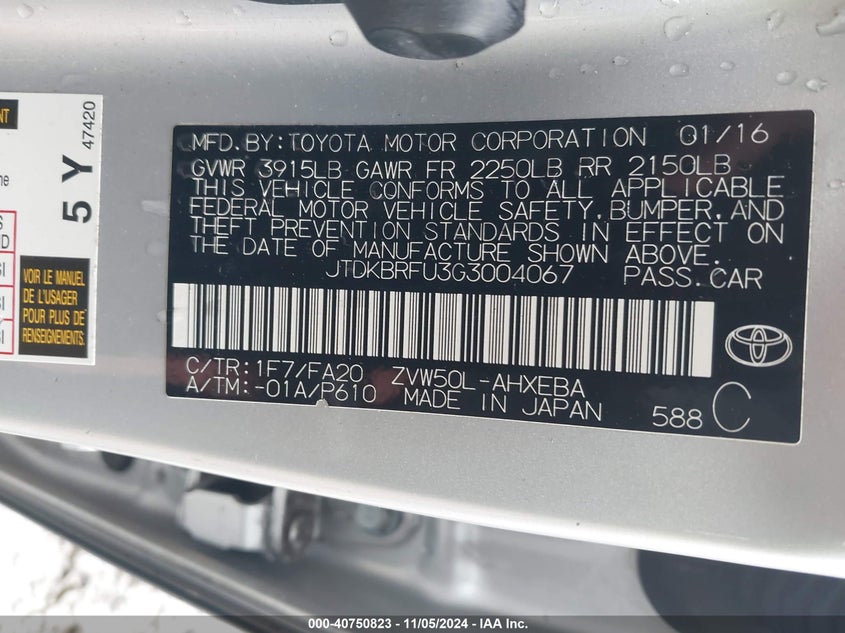 MFD.BY:TOYOTA MOTOR CORPORATION 01/16
GVWR 3915LB GAWR FR 2250LB RR 2150LB
THIS VEHICLE CONFORMS TO ALL APPLICABLE
FEDERAL MOTOR VEHICLE SAFETY,BUMPER,AND
THEFT PREVENTION STANDARDS IN EFFECT ON
THE DATE OF MANUFACTURE SHOWN ABOVE.
JTDKBRFU3G3004067 PASS.CAR
C/TR:1F7/FA20 ZVW50L-AHXEBA
A/TM:-01A/P610 MADE IN JAPAN 588 C
5Y
47420
VOIR LE MANUEL
DE L'USAGER
POUR PLUS DE
RENSEIGNEMENTS
000-40750823 - 11/05/2024 - IAA Inc.